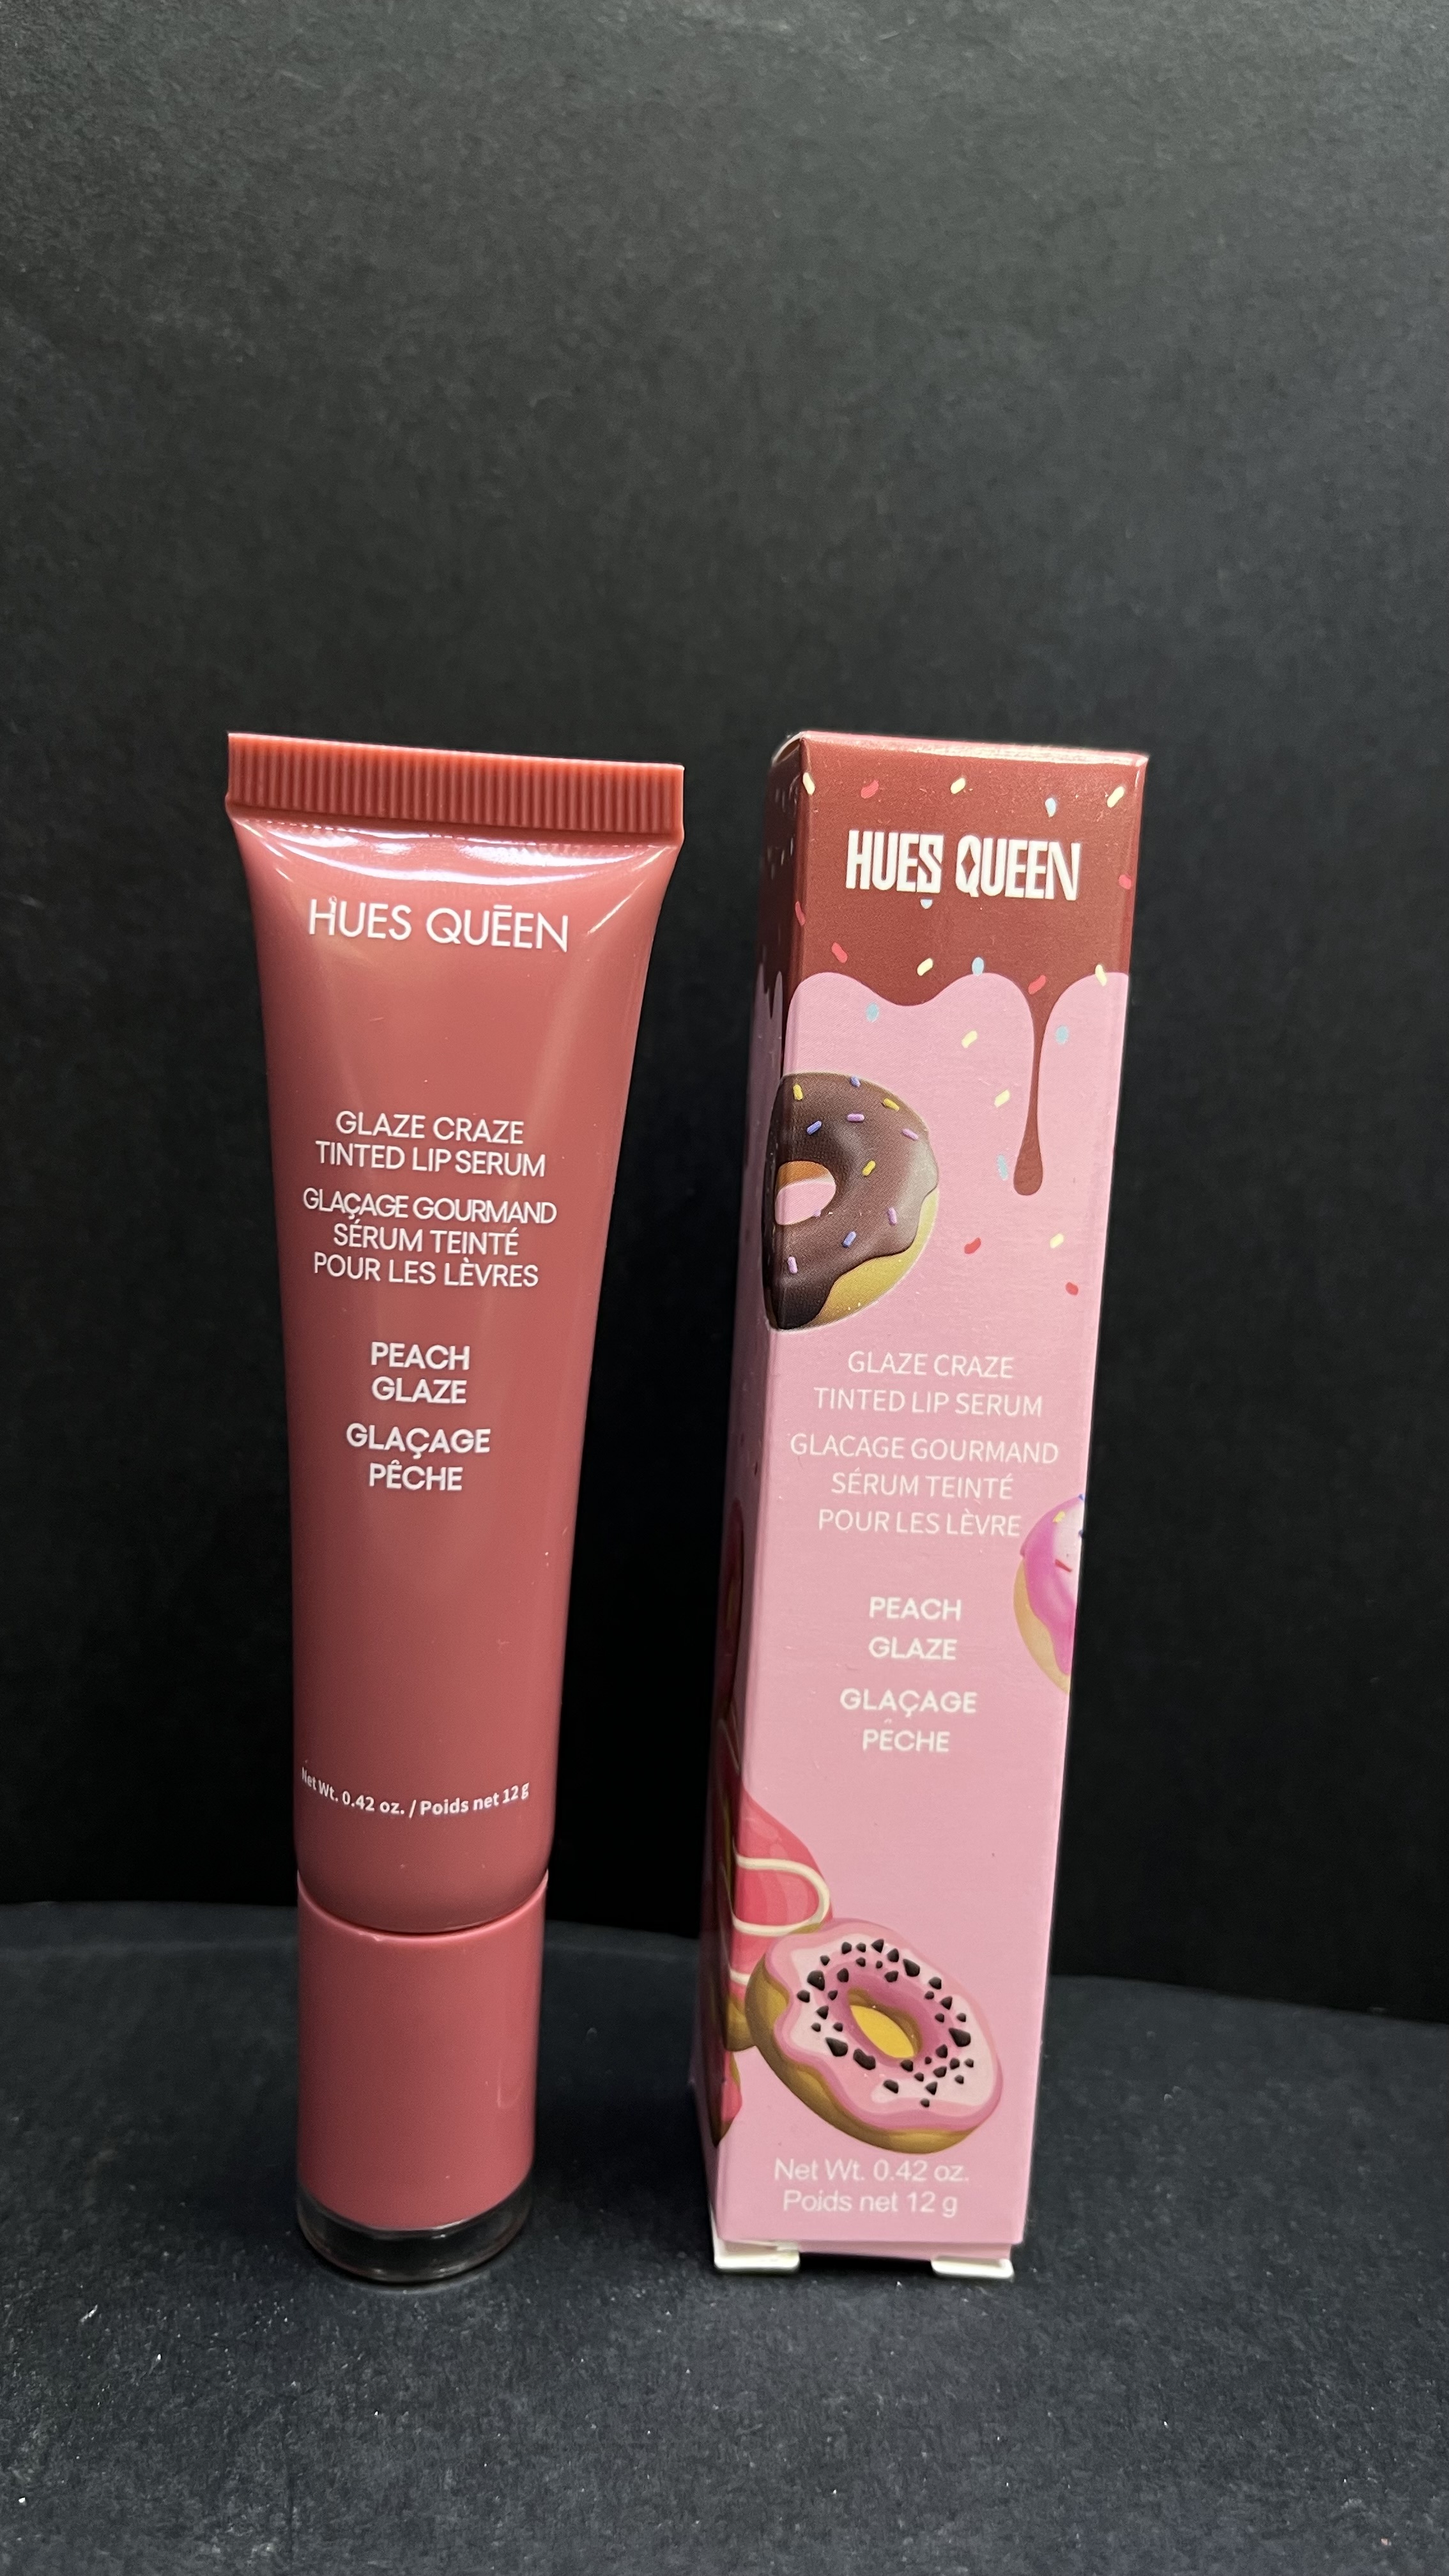 HUES QUĒEN
GLAZE CRAZE
TINTED LIP SERUM
GLAÇAGE GOURMAND
SÉRUM TEINTÉ
POUR LES LÈVRES
PEACH
GLAZE
GLAÇAGE
PÊCHE
Net Wt. 0.42 oz. / Poids net 12 g
HUES QUEEN
GLAZE CRAZE
TINTED LIP SERUM
GLACAGE GOURMAND
SÉRUM TEINTÉ
POUR LES LÈVRE
PEACH
GLAZE
GLAÇAGE
PÊCHE
Net Wt. 0.42 oz.
Poids net 12 g